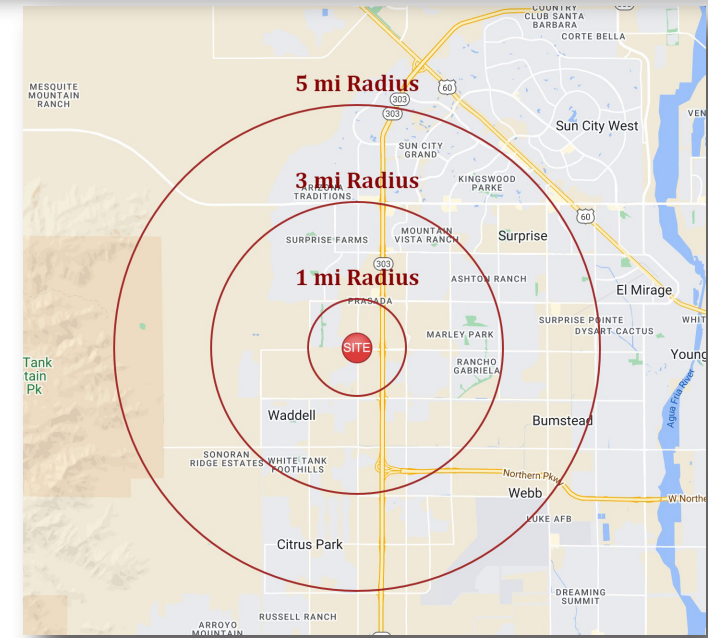 COUNTRY
CLUB SANTA
BARBARA
CORTE BELLA
5 mi Radius
60
MESQUITE
MOUNTAIN
RANCH
303
303
VEN
Sun City West
SUN CITY
GRAND
3 mi Radius
KINGSWOOD
PARKE
ARIZONA
TRADITIONS
60
MOUNTAIN
VISTA RANCH
SURPRISE FARMS
Surprise
303
1 mi Radius
ASHTON RANCH
El Mirage
PRASADA
SURPRISE POINTE
WHIT
DYSART CACTUS
MARLEY PARK
SITE
Young
Tank
tain
Pk
RANCHO
GABRIELA
Agua Fria River
Waddell
Bumstead
SONORAN
RIDGE ESTATES
WHITE TANK
FOOTHILLS
Northern Pkwy
Webb
W Northe
LUKE AFB
Citrus Park
DREAMING
SUMMIT
RUSSELL RANCH
ARROYO
MOUNTAIN